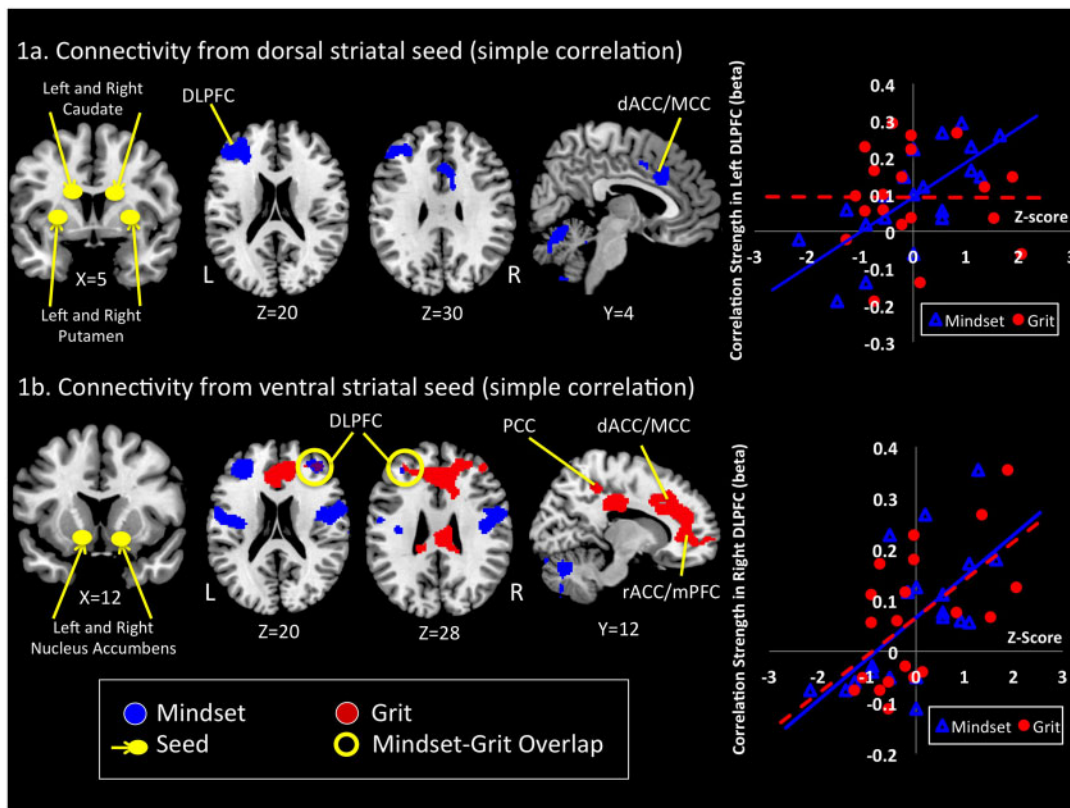 1a. Connectivity from dorsal striatal seed (simple correlation)
Left and Right
Caudate
DLPFC
dACC/MCC
X=5
L
R
Left and Right
Putamen
Z=20
Z=30
Y=4
Correlation Strength in Left DLPFC (beta)
0.4
0.3
0.2
0.1
0
-0.1
-0.2
-0.3
-3
-2
-1
0
1
2
3
Z-score
Mindset
Grit
1b. Connectivity from ventral striatal seed (simple correlation)
DLPFC
PCC
dACC/MCC
X=12
L
R
rACC/mPFC
Left and Right
Nucleus Accumbens
Z=20
Z=28
Y=12
Correlation Strength in Right DLPFC (beta)
0.4
0.3
0.2
0.1
0
-0.1
-0.2
-3
-2
-1
0
1
2
3
Z-Score
Mindset
Grit
Mindset
Grit
Seed
Mindset-Grit Overlap